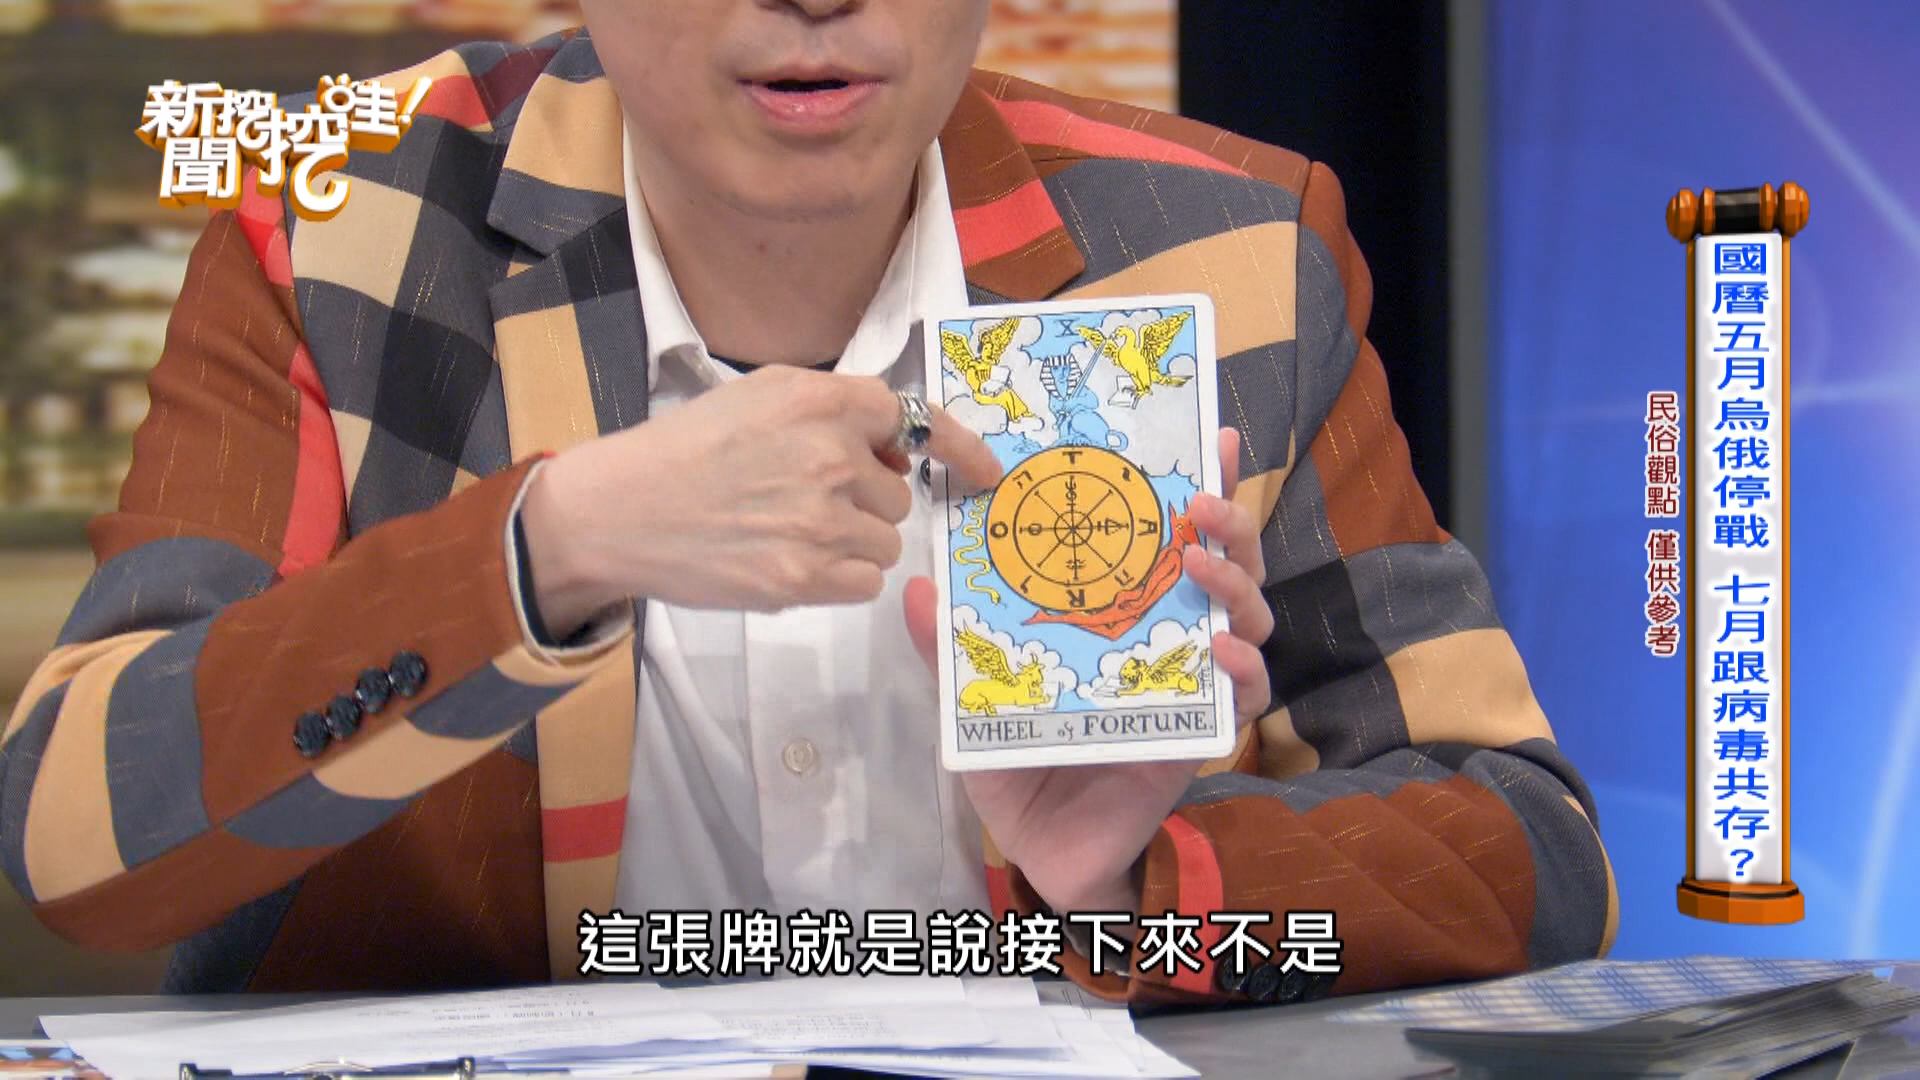 新聞挖挖哇!
國曆五月烏俄停戰 七月跟病毒共存?
民俗觀點 僅供參考
X
WHEEL of FORTUNE.
這張牌就是說接下來不是